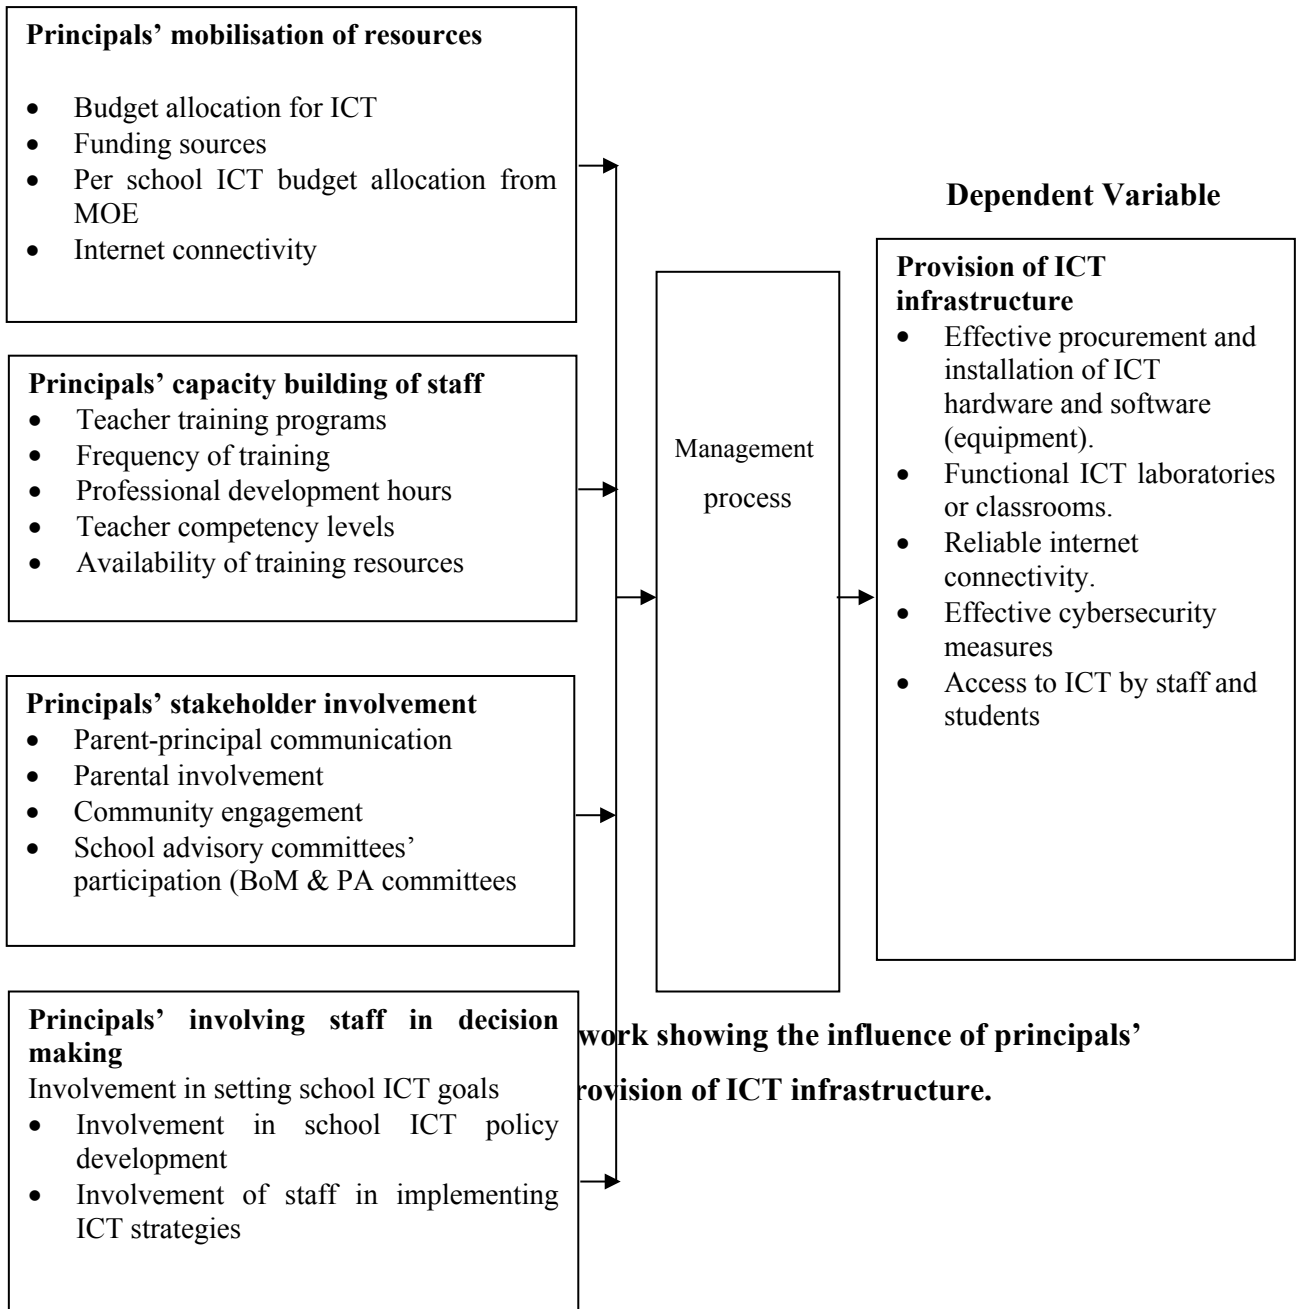 Principals’ mobilisation of resources
• Budget allocation for ICT
• Funding sources
• Per school ICT budget allocation from
MOE
• Internet connectivity
Principals’ capacity building of staff
• Teacher training programs
• Frequency of training
• Professional development hours
• Teacher competency levels
• Availability of training resources
Principals’ stakeholder involvement
• Parent-principal communication
• Parental involvement
• Community engagement
• School advisory committees’
participation (BoM & PA committees
Principals’ involving staff in decision
making
Involvement in setting school ICT goals
• Involvement in school ICT policy
development
• Involvement of staff in implementing
ICT strategies
Management
process
Dependent Variable
Provision of ICT
infrastructure
• Effective procurement and
installation of ICT
hardware and software
(equipment).
• Functional ICT laboratories
or classrooms.
• Reliable internet
connectivity.
• Effective cybersecurity
measures
• Access to ICT by staff and
students
work showing the influence of principals’
rovision of ICT infrastructure.